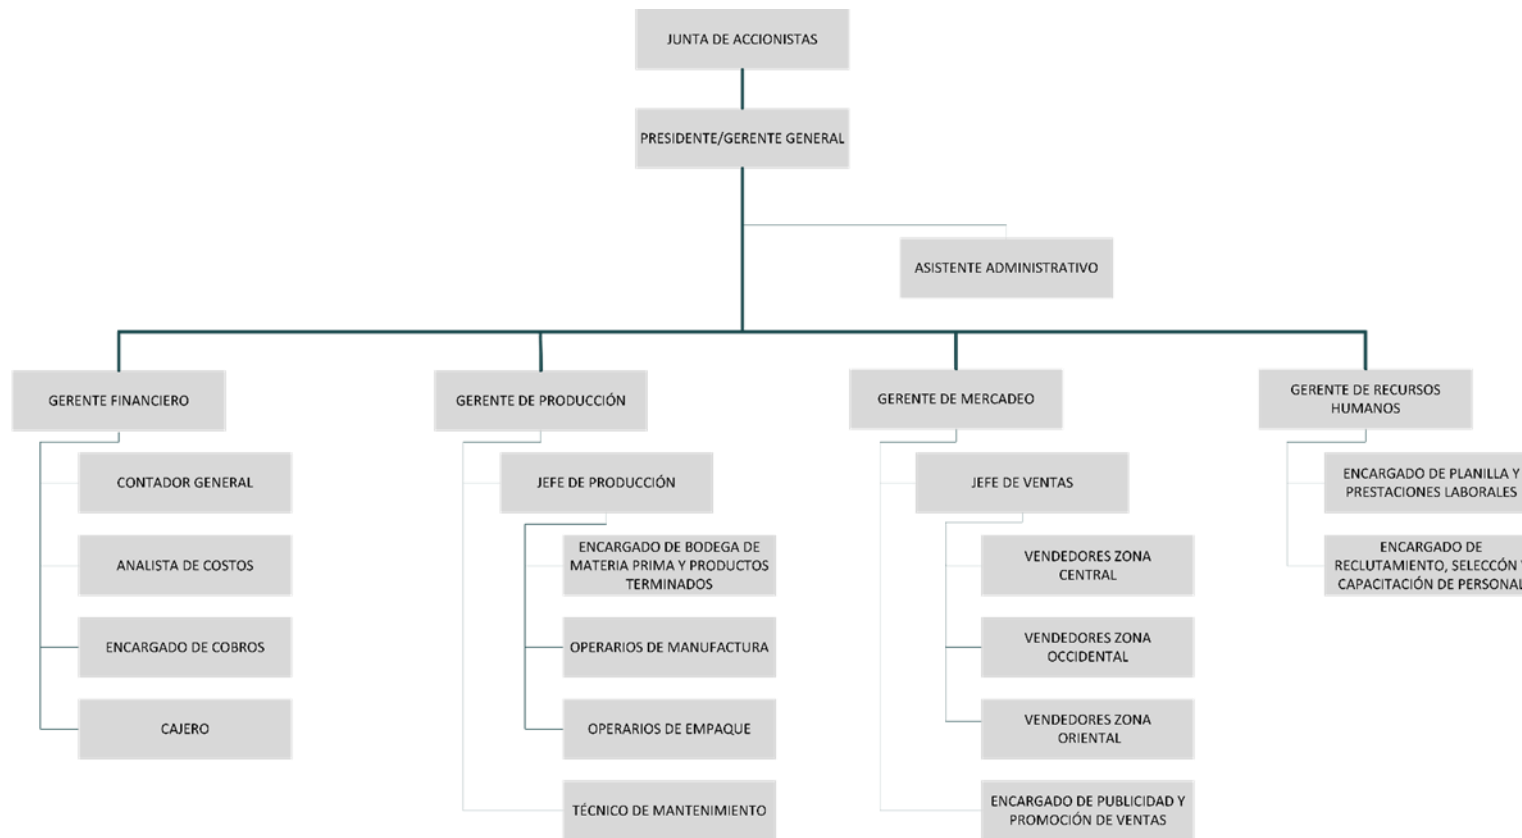 JUNTA DE ACCIONISTAS
PRESIDENTE/GERENTE GENERAL
ASISTENTE ADMINISTRATIVO
GERENTE FINANCIERO
CONTADOR GENERAL
ANALISTA DE COSTOS
ENCARGADO DE COBROS
CAJERO
GERENTE DE PRODUCCIÓN
JEFE DE PRODUCCIÓN
ENCARGADO DE BODEGA DE
MATERIA PRIMA Y PRODUCTOS
TERMINADOS
OPERARIOS DE MANUFACTURA
OPERARIOS DE EMPAQUE
TÉCNICO DE MANTENIMIENTO
GERENTE DE MERCADEO
JEFE DE VENTAS
VENDEDORES ZONA
CENTRAL
VENDEDORES ZONA
OCCIDENTAL
VENDEDORES ZONA
ORIENTAL
ENCARGADO DE PUBLICIDAD Y
PROMOCIÓN DE VENTAS
GERENTE DE RECURSOS
HUMANOS
ENCARGADO DE PLANILLA Y
PRESTACIONES LABORALES
ENCARGADO DE
RECLUTAMIENTO, SELECCÓN Y
CAPACITACIÓN DE PERSONAL